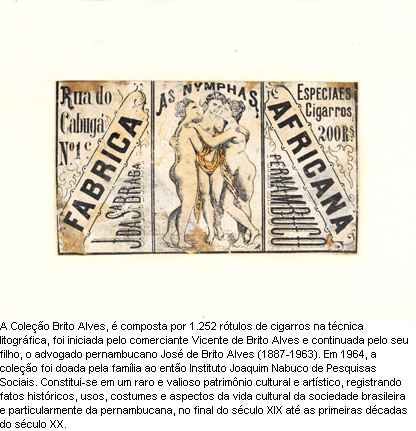 Rua do
Cabugá
Nº 1 C
FABRICA
J. DA S.A BRAGA
AS NYMPHAS
ESPECIAES
Cigarros
200 Rs
AFRICANA
PERNAMBUCO
A Coleção Brito Alves, é composta por 1.252 rótulos de cigarros na técnica
litográfica, foi iniciada pelo comerciante Vicente de Brito Alves e continuada pelo seu
filho, o advogado pernambucano José de Brito Alves (1887-1963). Em 1964, a
coleção foi doada pela família ao então Instituto Joaquim Nabuco de Pesquisas
Sociais. Constitui-se em um raro e valioso patrimônio cultural e artístico, registrando
fatos históricos, usos, costumes e aspectos da vida cultural da sociedade brasileira
e particularmente da pernambucana, no final do século XIX até as primeiras décadas
do século XX.